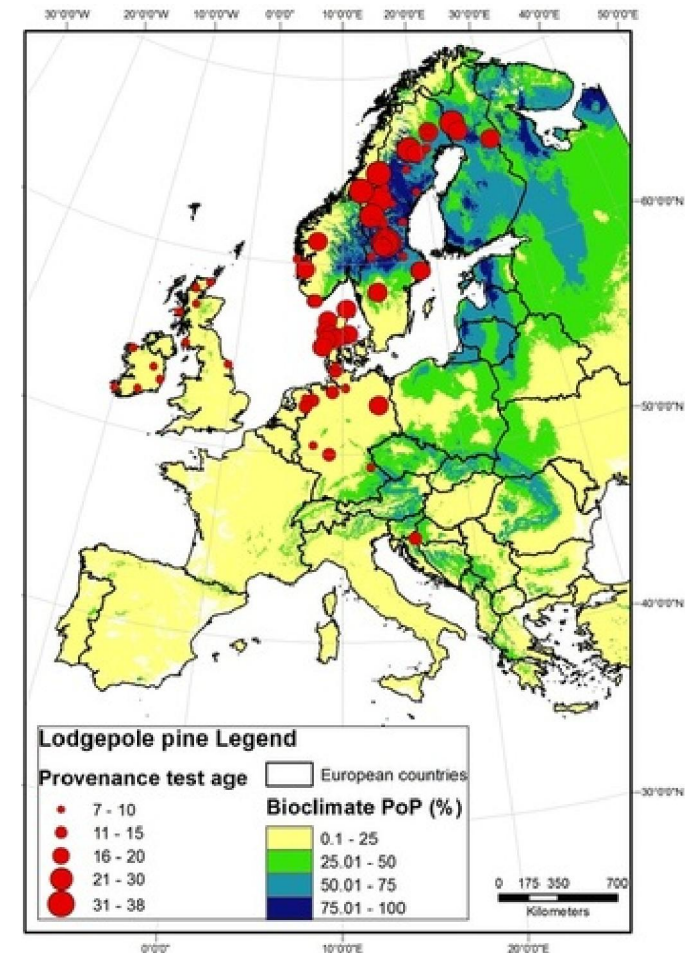 30°0'0"W 20°0'0"W 10°0'0"W 0°0'0" 10°0'0"E 20°0'0"E 30°0'0"E 40°0'0"E 50°0'0"E
60°0'0"N
50°0'0"N
40°0'0"N
30°0'0"N
Lodgepole pine Legend
Provenance test age
7 - 10
11 - 15
16 - 20
21 - 30
31 - 38
European countries
Bioclimate PoP (%)
0.1 - 25
25.01 - 50
50.01 - 75
75.01 - 100
0 175 350 700
Kilometers
0°0'0" 10°0'0"E 20°0'0"E